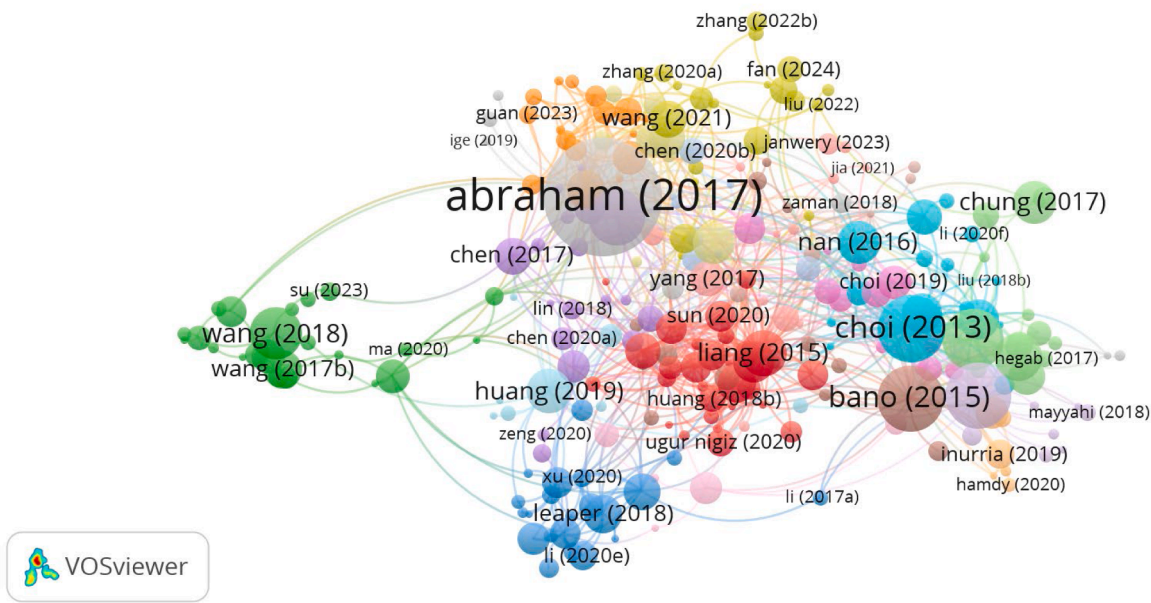 zhang (2022b)
zhang (2020a)
fan (2024)
liu (2022)
guan (2023)
wang (2021)
ige (2019)
chen (2020b)
janwery (2023)
jia (2021)
abraham (2017)
zaman (2018)
chung (2017)
li (2020f)
nan (2016)
chen (2017)
yang (2017)
choi (2019)
liu (2018b)
su (2023)
lin (2018)
sun (2020)
choi (2013)
wang (2018)
chen (2020a)
ma (2020)
liang (2015)
hegab (2017)
wang (2017b)
huang (2019)
huang (2018b)
bano (2015)
mayyahi (2018)
zeng (2020)
ugur nigiz (2020)
inurria (2019)
xu (2020)
hamdy (2020)
li (2017a)
leaper (2018)
li (2020e)
VOSviewer